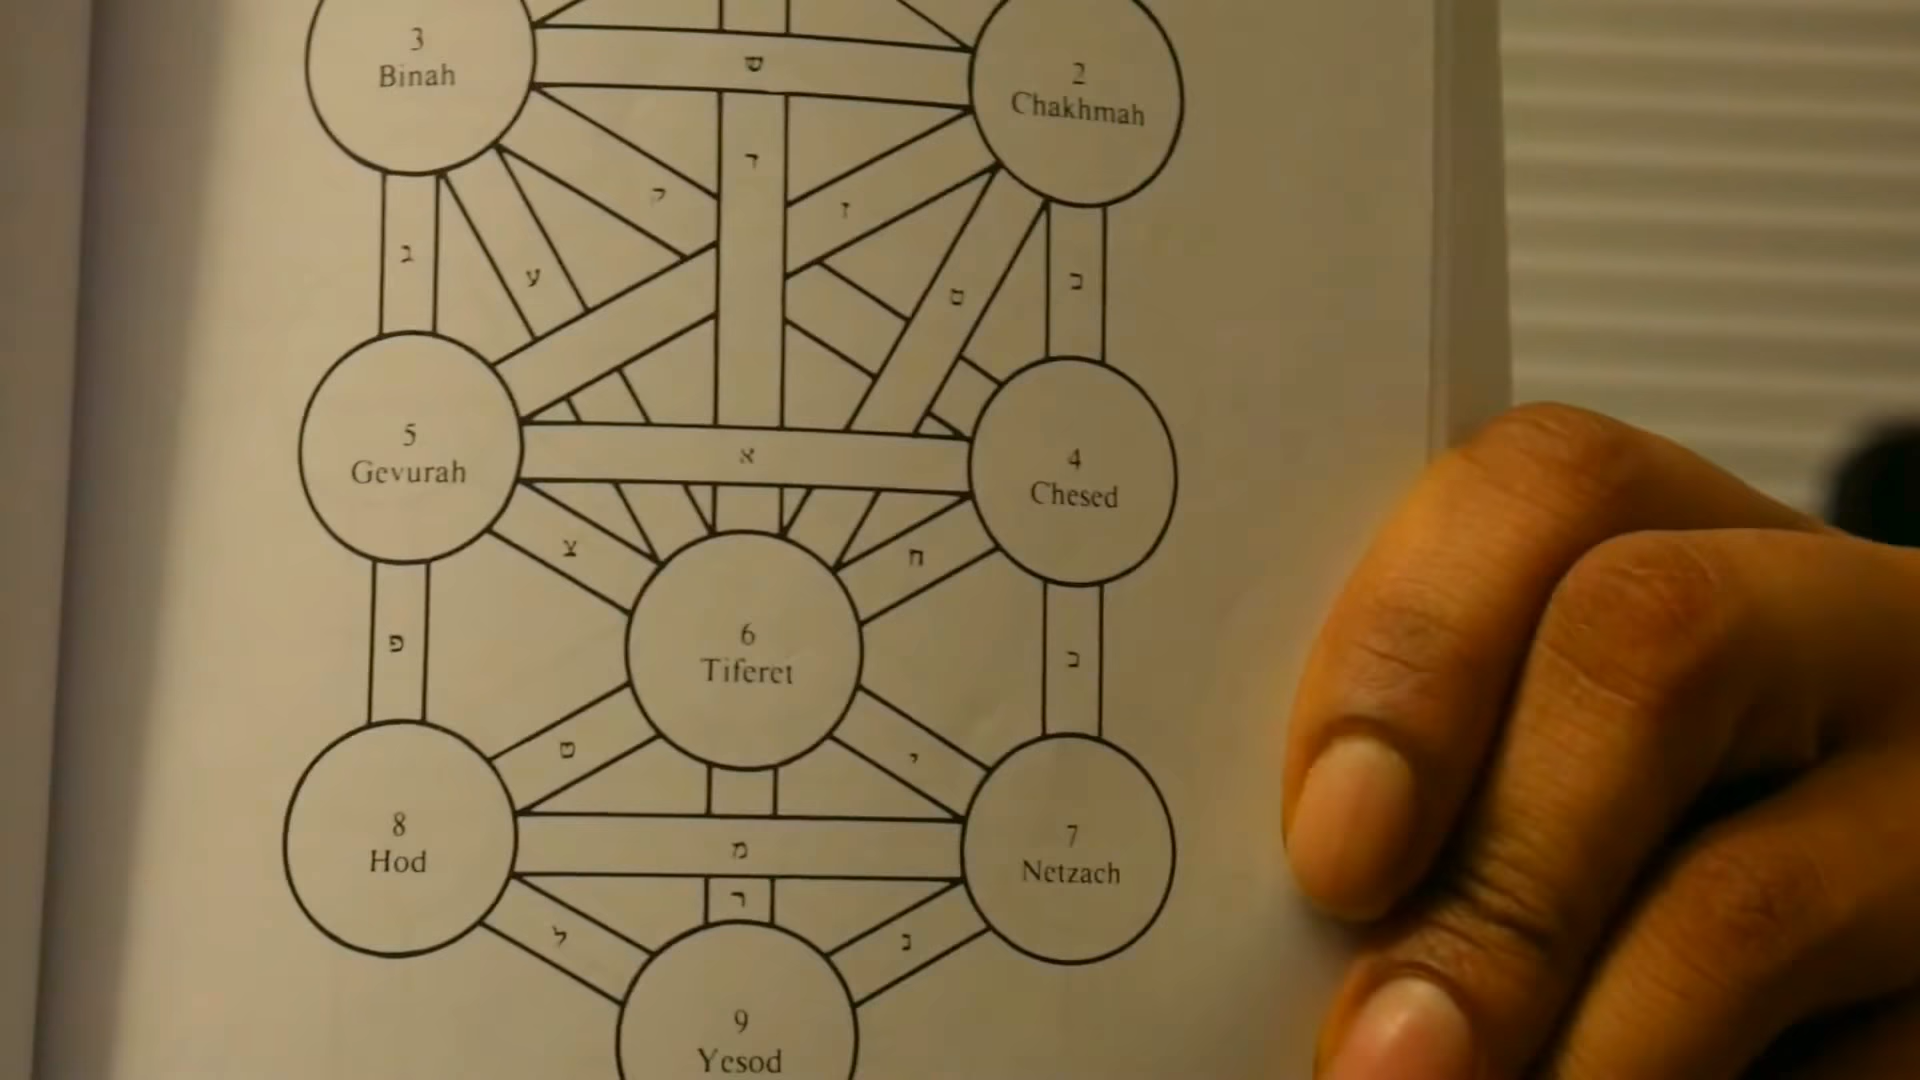 3
Binah
2
Chakhmah
ש
ד
ק
ז
ב
ע
ס
כ
5
Gevurah
א
4
Chesed
צ
ח
6
Tiferet
פ
כ
ט
י
8
Hod
מ
7
Netzach
ר
ל
נ
9
Yesod